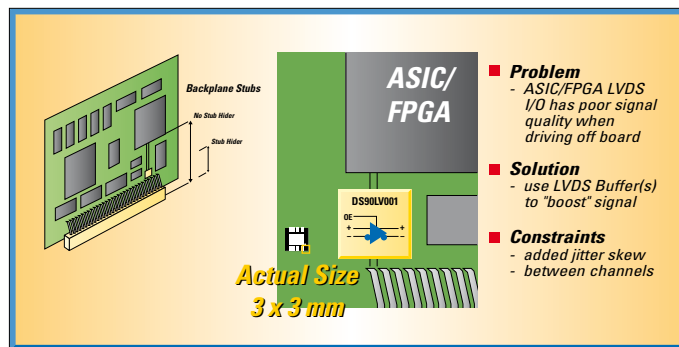 Backplane Stubs
No Stub Hider
Stub Hider
ASIC/
FPGA
DS90LV001
OE
+ +
– –
Actual Size
3 x 3 mm
Problem
- ASIC/FPGA LVDS
I/O has poor signal
quality when
driving off board
Solution
- use LVDS Buffer(s)
to "boost" signal
Constraints
- added jitter skew
- between channels